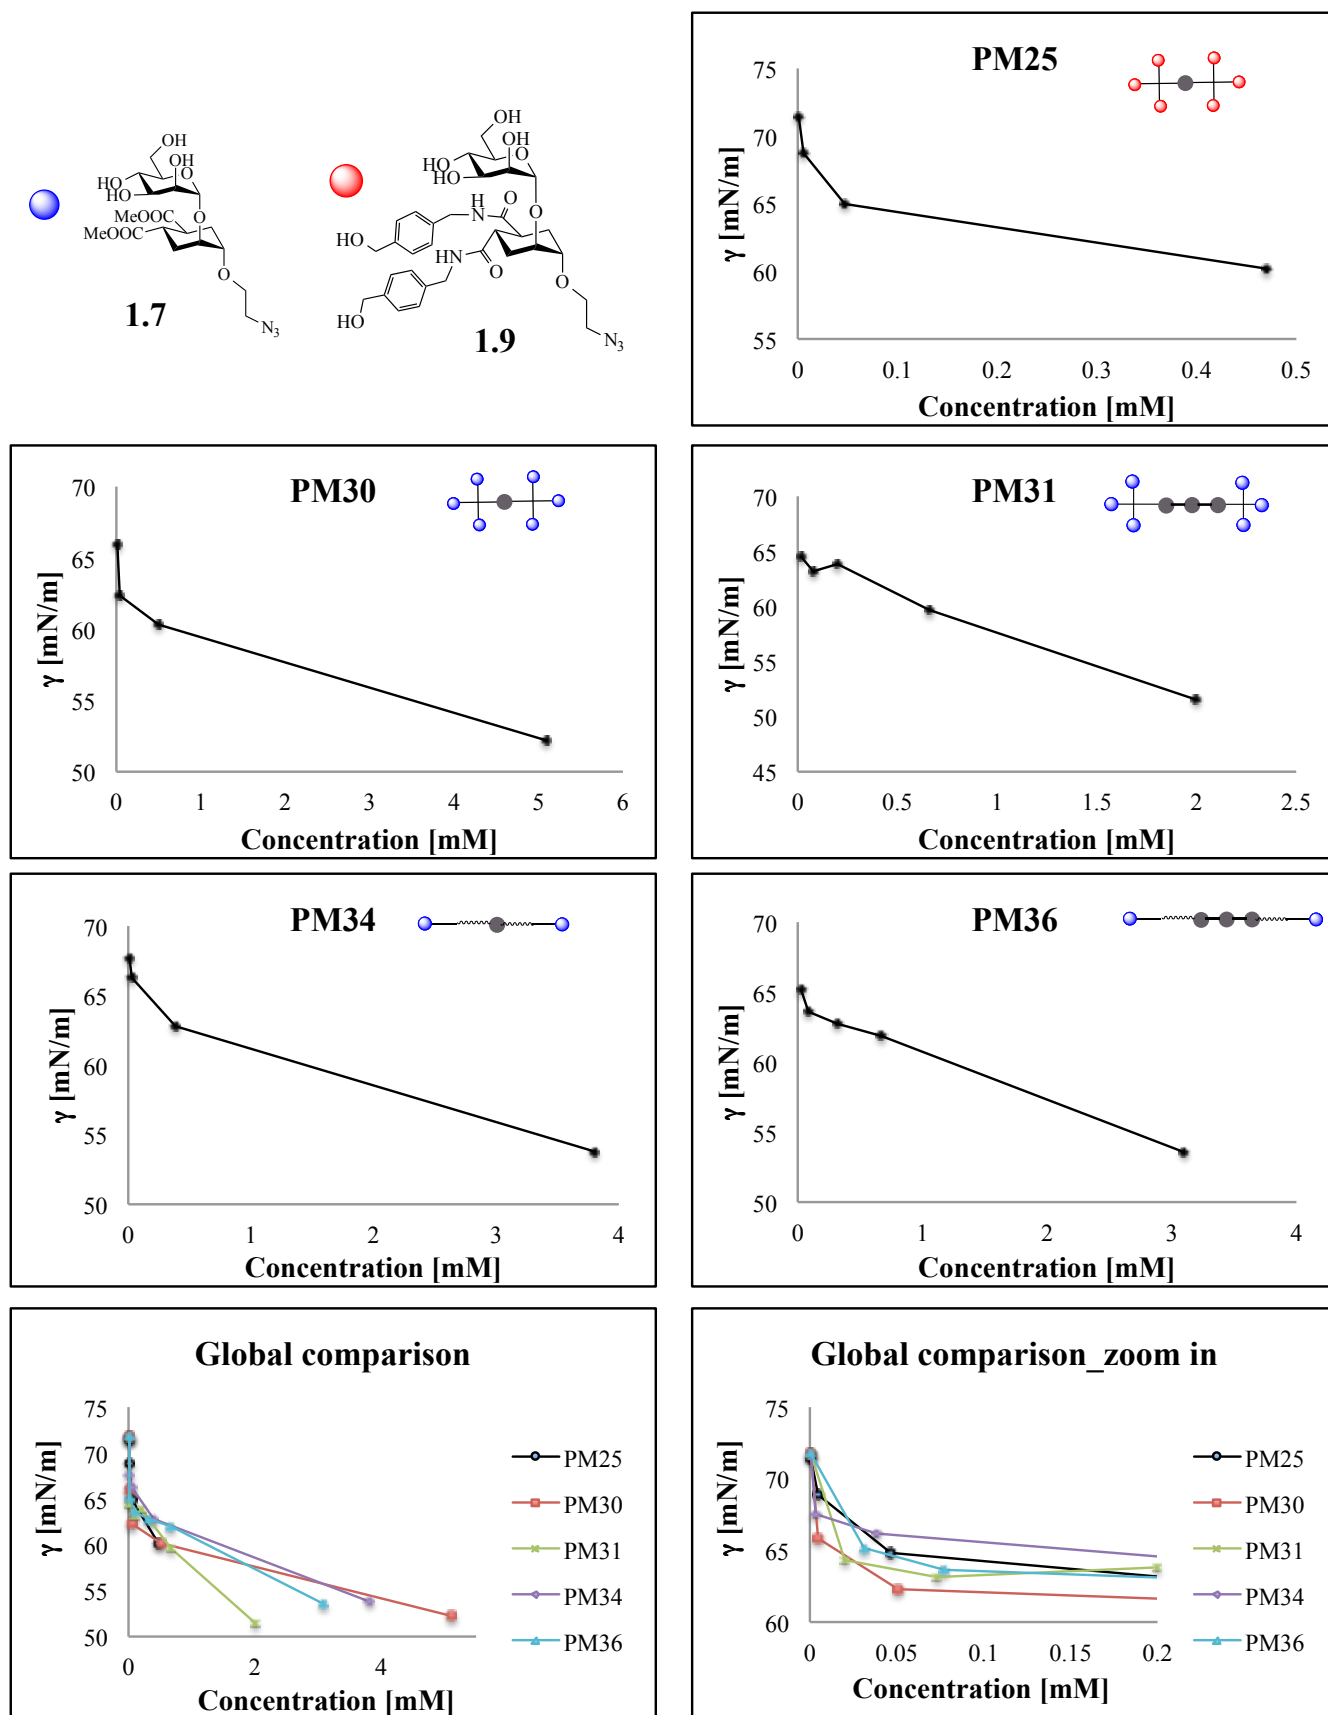 OH
OH
O
HO
HO
MeOOC
MeOOC
O
O
N3
1.7
OH
OH
O
HO
HO
O
H
N
O
HO
HN
O
O
HO
N3
1.9
PM25
75
70
65
60
55
γ [mN/m]
0 0.1 0.2 0.3 0.4 0.5
Concentration [mM]
PM30
70
65
60
55
50
γ [mN/m]
0 1 2 3 4 5 6
Concentration [mM]
PM31
70
65
60
55
50
45
γ [mN/m]
0 0.5 1 1.5 2 2.5
Concentration [mM]
PM34
70
65
60
55
50
γ [mN/m]
0 1 2 3 4
Concentration [mM]
PM36
70
65
60
55
50
γ [mN/m]
0 1 2 3 4
Concentration [mM]
Global comparison
75
70
65
60
55
50
γ [mN/m]
0 2 4
Concentration [mM]
PM25
PM30
PM31
PM34
PM36
Global comparison_zoom in
75
70
65
60
γ [mN/m]
0 0.05 0.1 0.15 0.2
Concentration [mM]
PM25
PM30
PM31
PM34
PM36